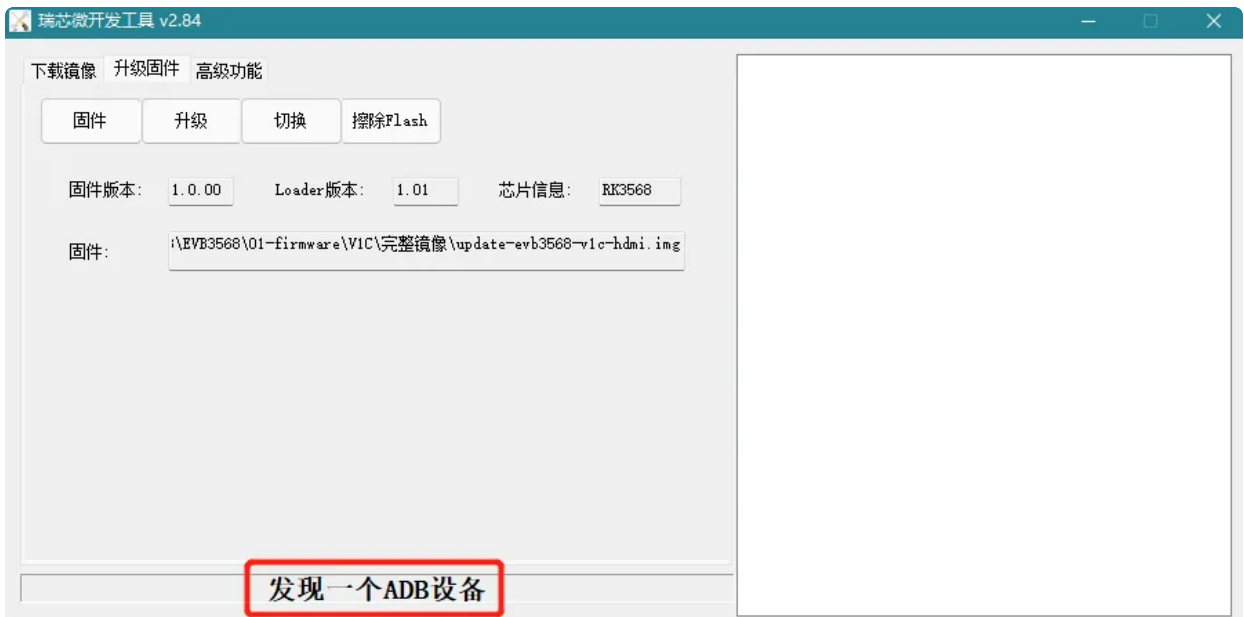 瑞芯微开发工具 v2.84
下载镜像 升级固件 高级功能
固件 升级 切换 擦除Flash
固件版本: 1.0.00 Loader版本: 1.01 芯片信息: RK3568
固件: \EVB3568\01-firmware\V1C\完整镜像\update-evb3568-v1c-hdmi.img
发现一个ADB设备